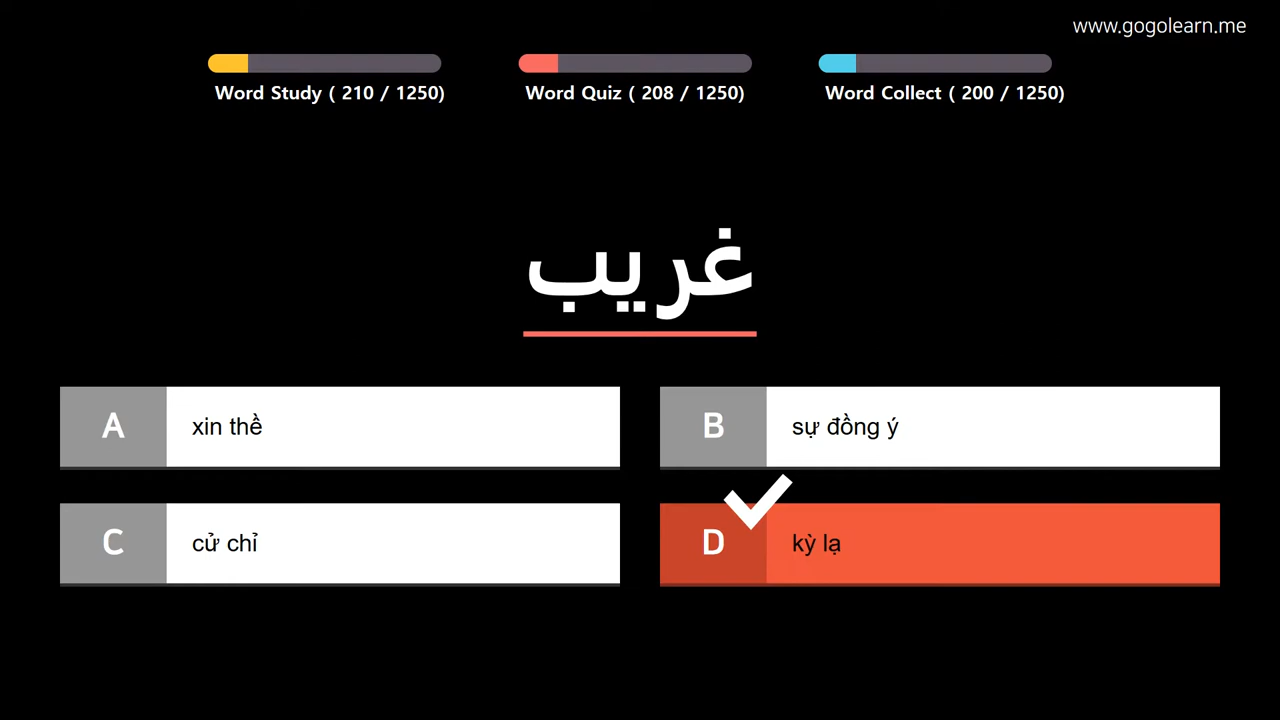 www.gogolearn.me
Word Study ( 210 / 1250)
Word Quiz ( 208 / 1250)
Word Collect ( 200 / 1250)
غريب
A xin thề
B sự đồng ý
C cử chỉ
D kỳ lạ